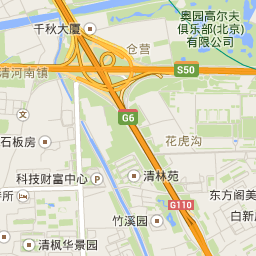 奥园高尔夫
俱乐部(北京)
有限公司
千秋大厦
仓营
清河南镇
S50
G6
石板房
花虎沟
科技财富中心
清林苑
G110
东方阁美
所
竹溪园
白新
清枫华景园